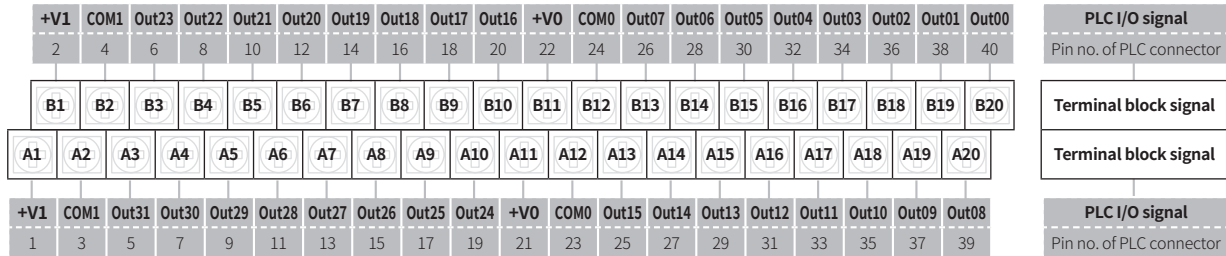 +V1 COM1 Out23 Out22 Out21 Out20 Out19 Out18 Out17 Out16 +V0 COM0 Out07 Out06 Out05 Out04 Out03 Out02 Out01 Out00 PLC I/O signal
2 4 6 8 10 12 14 16 18 20 22 24 26 28 30 32 34 36 38 40 Pin no. of PLC connector
B1 B2 B3 B4 B5 B6 B7 B8 B9 B10 B11 B12 B13 B14 B15 B16 B17 B18 B19 B20 Terminal block signal
A1 A2 A3 A4 A5 A6 A7 A8 A9 A10 A11 A12 A13 A14 A15 A16 A17 A18 A19 A20 Terminal block signal
+V1 COM1 Out31 Out30 Out29 Out28 Out27 Out26 Out25 Out24 +V0 COM0 Out15 Out14 Out13 Out12 Out11 Out10 Out09 Out08 PLC I/O signal
1 3 5 7 9 11 13 15 17 19 21 23 25 27 29 31 33 35 37 39 Pin no. of PLC connector